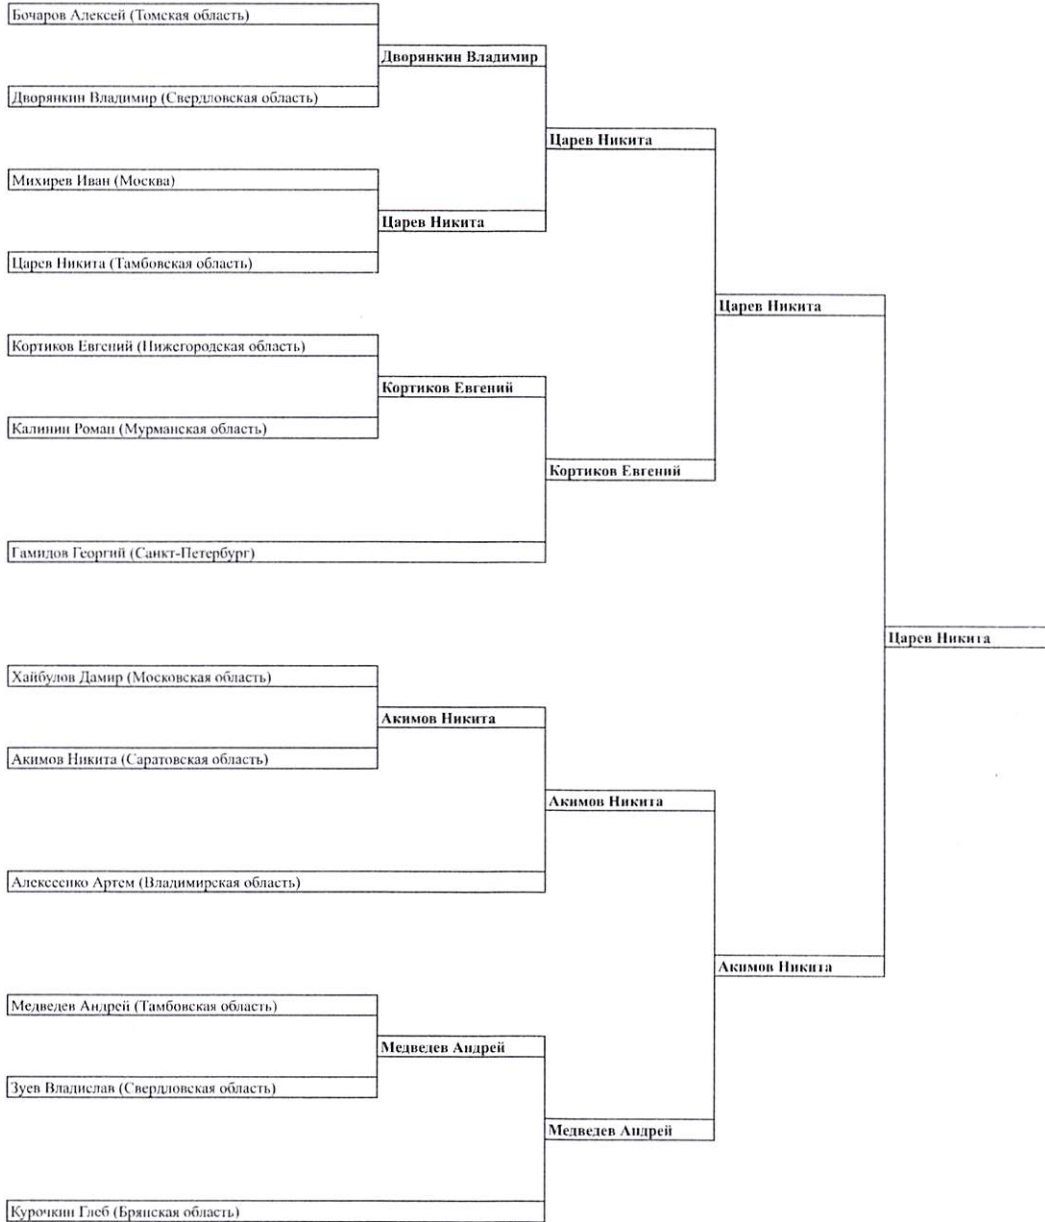 Бочаров Алексей (Томская область)
Дворянкин Владимир
Дворянкин Владимир (Свердловская область)
Царев Никита
Михирев Иван (Москва)
Царев Никита
Царев Никита (Тамбовская область)
Царев Никита
Кортиков Евгений (Нижегородская область)
Кортиков Евгений
Калинин Роман (Мурманская область)
Кортиков Евгений
Гамидов Георгий (Санкт-Петербург)
Царев Никита
Хайбулов Дамир (Московская область)
Акимов Никита
Акимов Никита (Саратовская область)
Акимов Никита
Алексеенко Артем (Владимирская область)
Акимов Никита
Медведев Андрей (Тамбовская область)
Медведев Андрей
Зуев Владислав (Свердловская область)
Медведев Андрей
Курочкин Глеб (Брянская область)